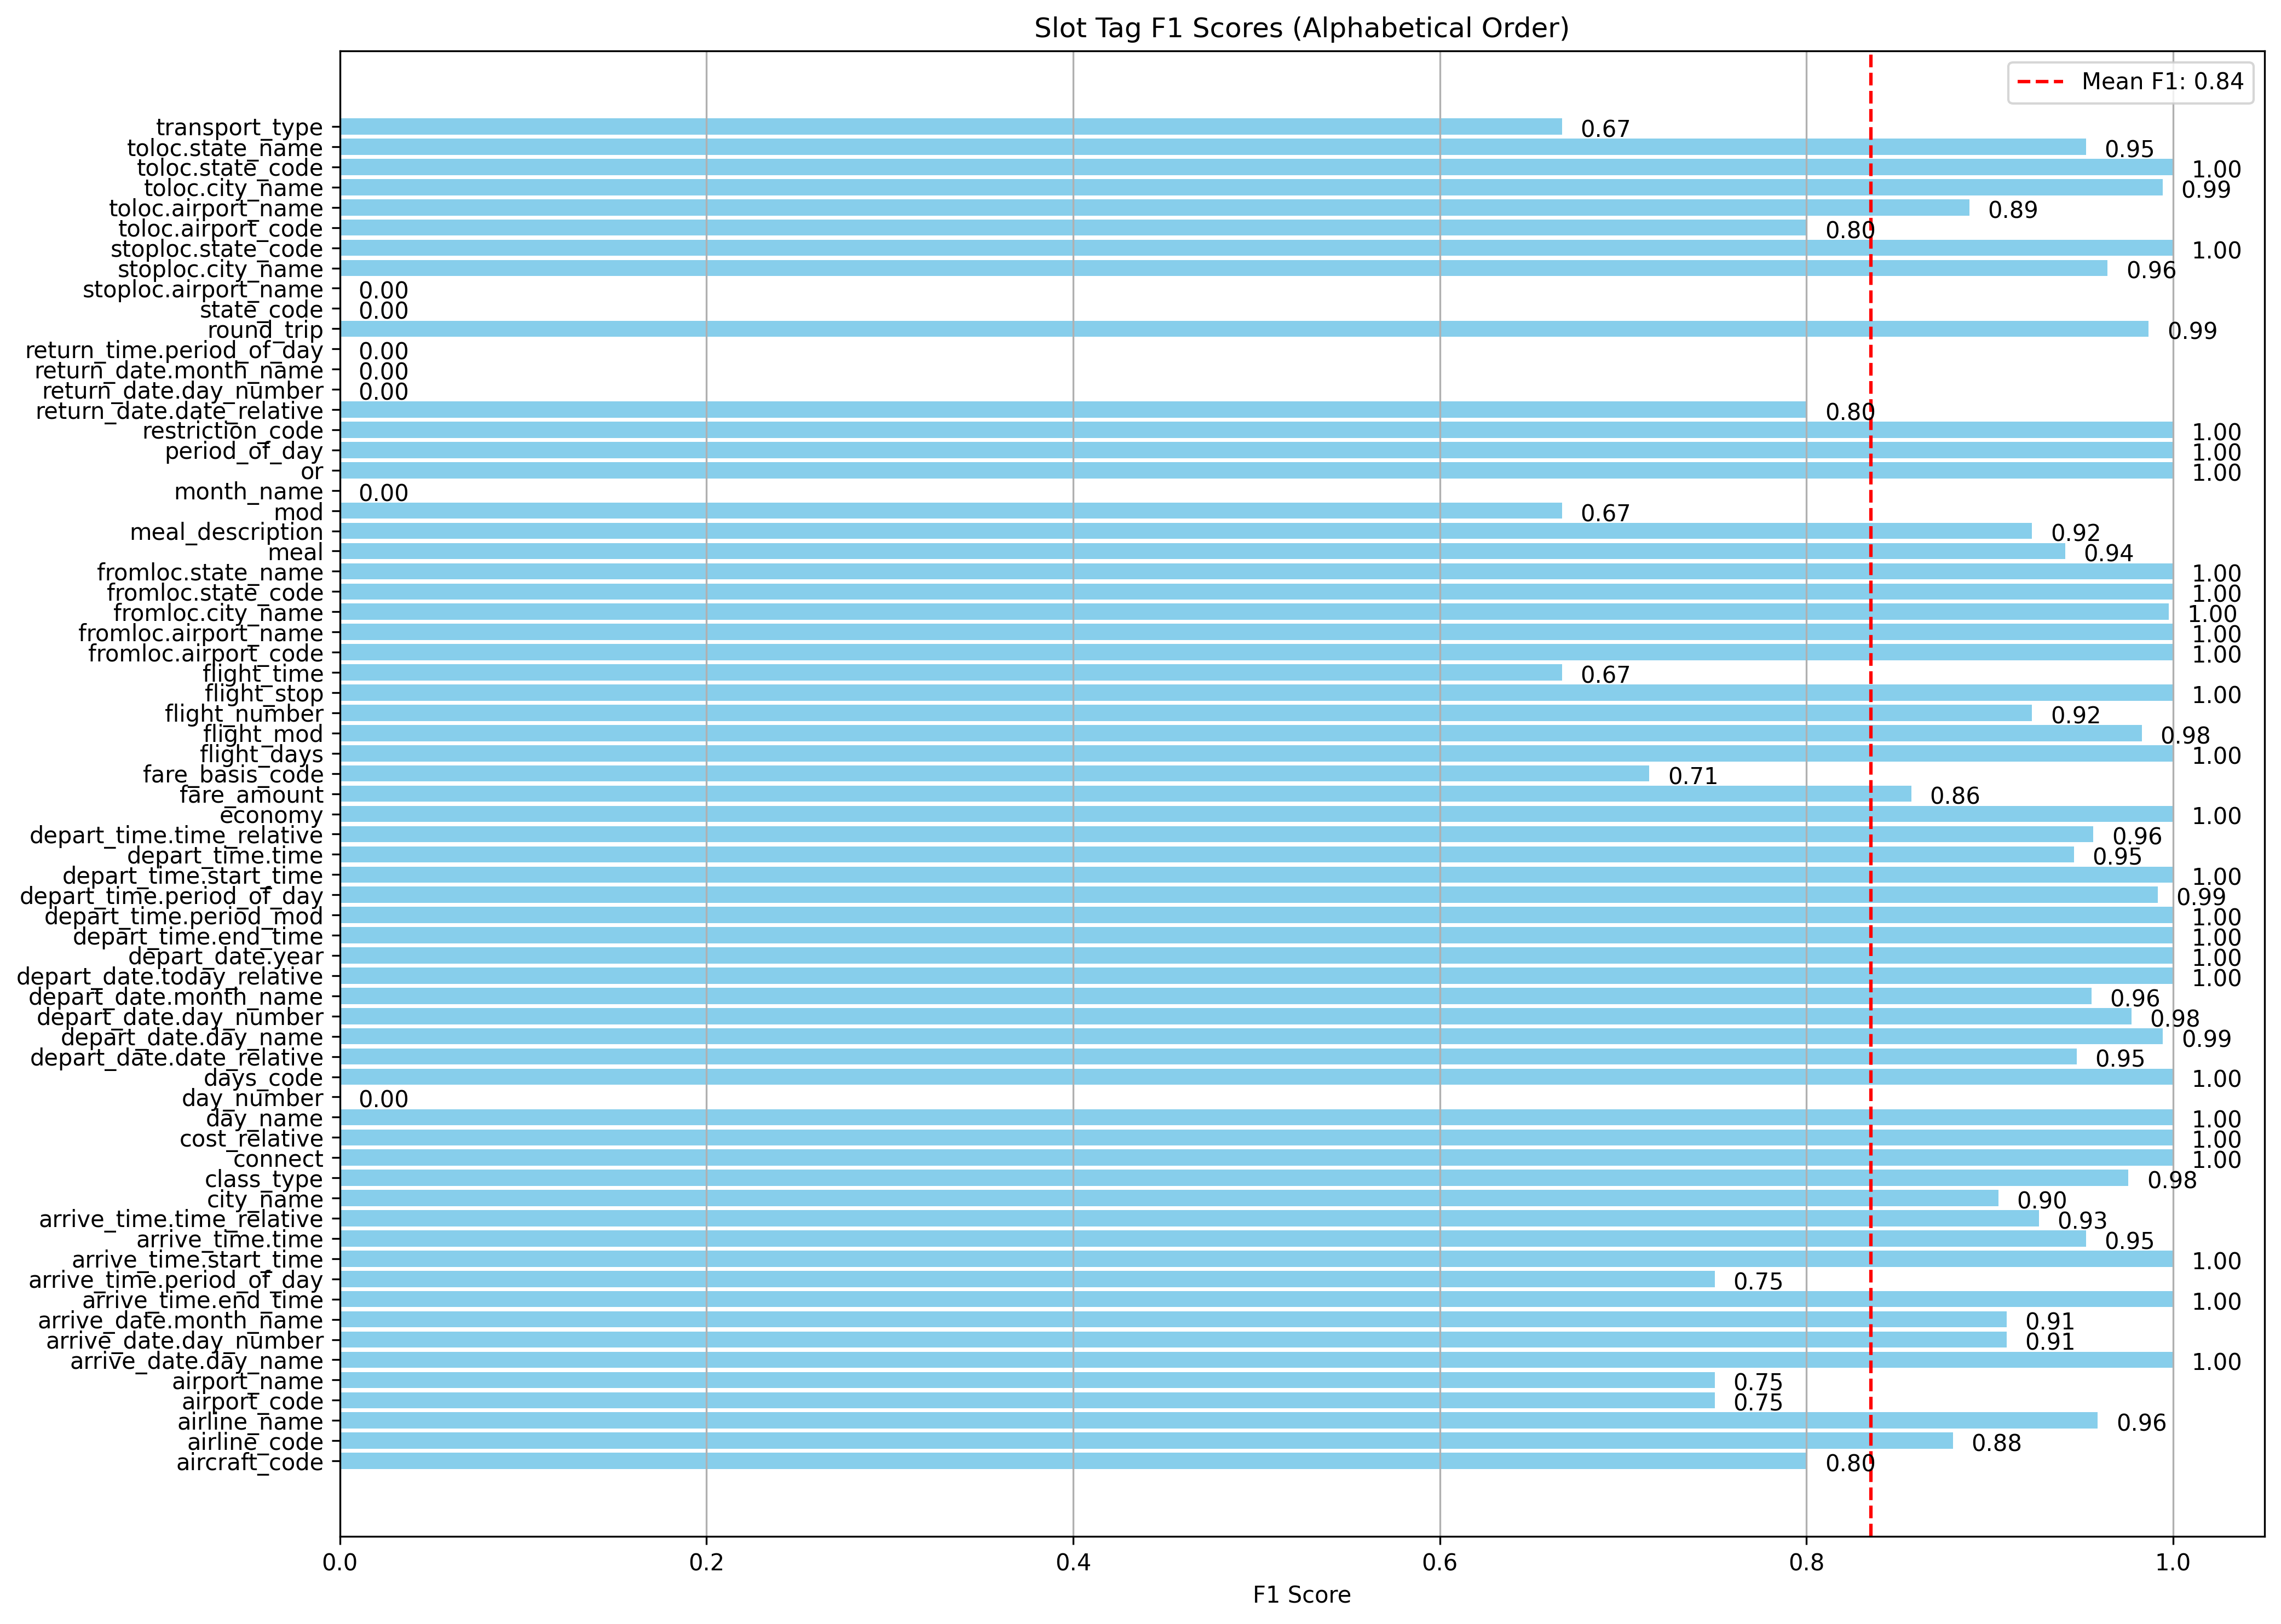 Slot Tag F1 Scores (Alphabetical Order)
Mean F1: 0.84
transport_type 0.67
toloc.state_name 0.95
toloc.state_code 1.00
toloc.city_name 0.99
toloc.airport_name 0.89
toloc.airport_code 0.80
stoploc.state_code 1.00
stoploc.city_name 0.96
stoploc.airport_name 0.00
state_code 0.00
round_trip 0.99
return_time.period_of_day 0.00
return_date.month_name 0.00
return_date.day_number 0.00
return_date.date_relative 0.80
restriction_code 1.00
period_of_day 1.00
or 1.00
month_name 0.00
mod 0.67
meal_description 0.92
meal 0.94
fromloc.state_name 1.00
fromloc.state_code 1.00
fromloc.city_name 1.00
fromloc.airport_name 1.00
fromloc.airport_code 1.00
flight_time 0.67
flight_stop 1.00
flight_number 0.92
flight_mod 0.98
flight_days 1.00
fare_basis_code 0.71
fare_amount 0.86
economy 1.00
depart_time.time_relative 0.96
depart_time.time 0.95
depart_time.start_time 1.00
depart_time.period_of_day 0.99
depart_time.period_mod 1.00
depart_time.end_time 1.00
depart_date.year 1.00
depart_date.today_relative 1.00
depart_date.month_name 0.96
depart_date.day_number 0.98
depart_date.day_name 0.99
depart_date.date_relative 0.95
days_code 1.00
day_number 0.00
day_name 1.00
cost_relative 1.00
connect 1.00
class_type 0.98
city_name 0.90
arrive_time.time_relative 0.93
arrive_time.time 0.95
arrive_time.start_time 1.00
arrive_time.period_of_day 0.75
arrive_time.end_time 1.00
arrive_date.month_name 0.91
arrive_date.day_number 0.91
arrive_date.day_name 1.00
airport_name 0.75
airport_code 0.75
airline_name 0.96
airline_code 0.88
aircraft_code 0.80
0.0 0.2 0.4 0.6 0.8 1.0
F1 Score